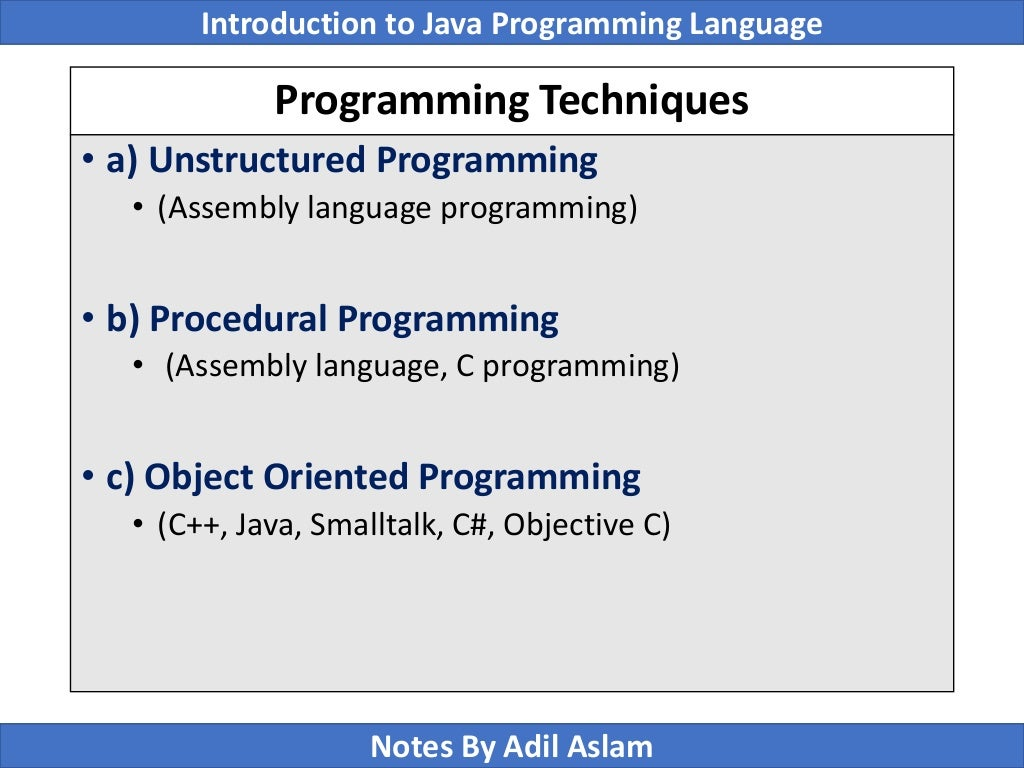 Introduction to Java Programming Language
Programming Techniques
• a) Unstructured Programming
• (Assembly language programming)
• b) Procedural Programming
• (Assembly language, C programming)
• c) Object Oriented Programming
• (C++, Java, Smalltalk, C#, Objective C)
Notes By Adil Aslam